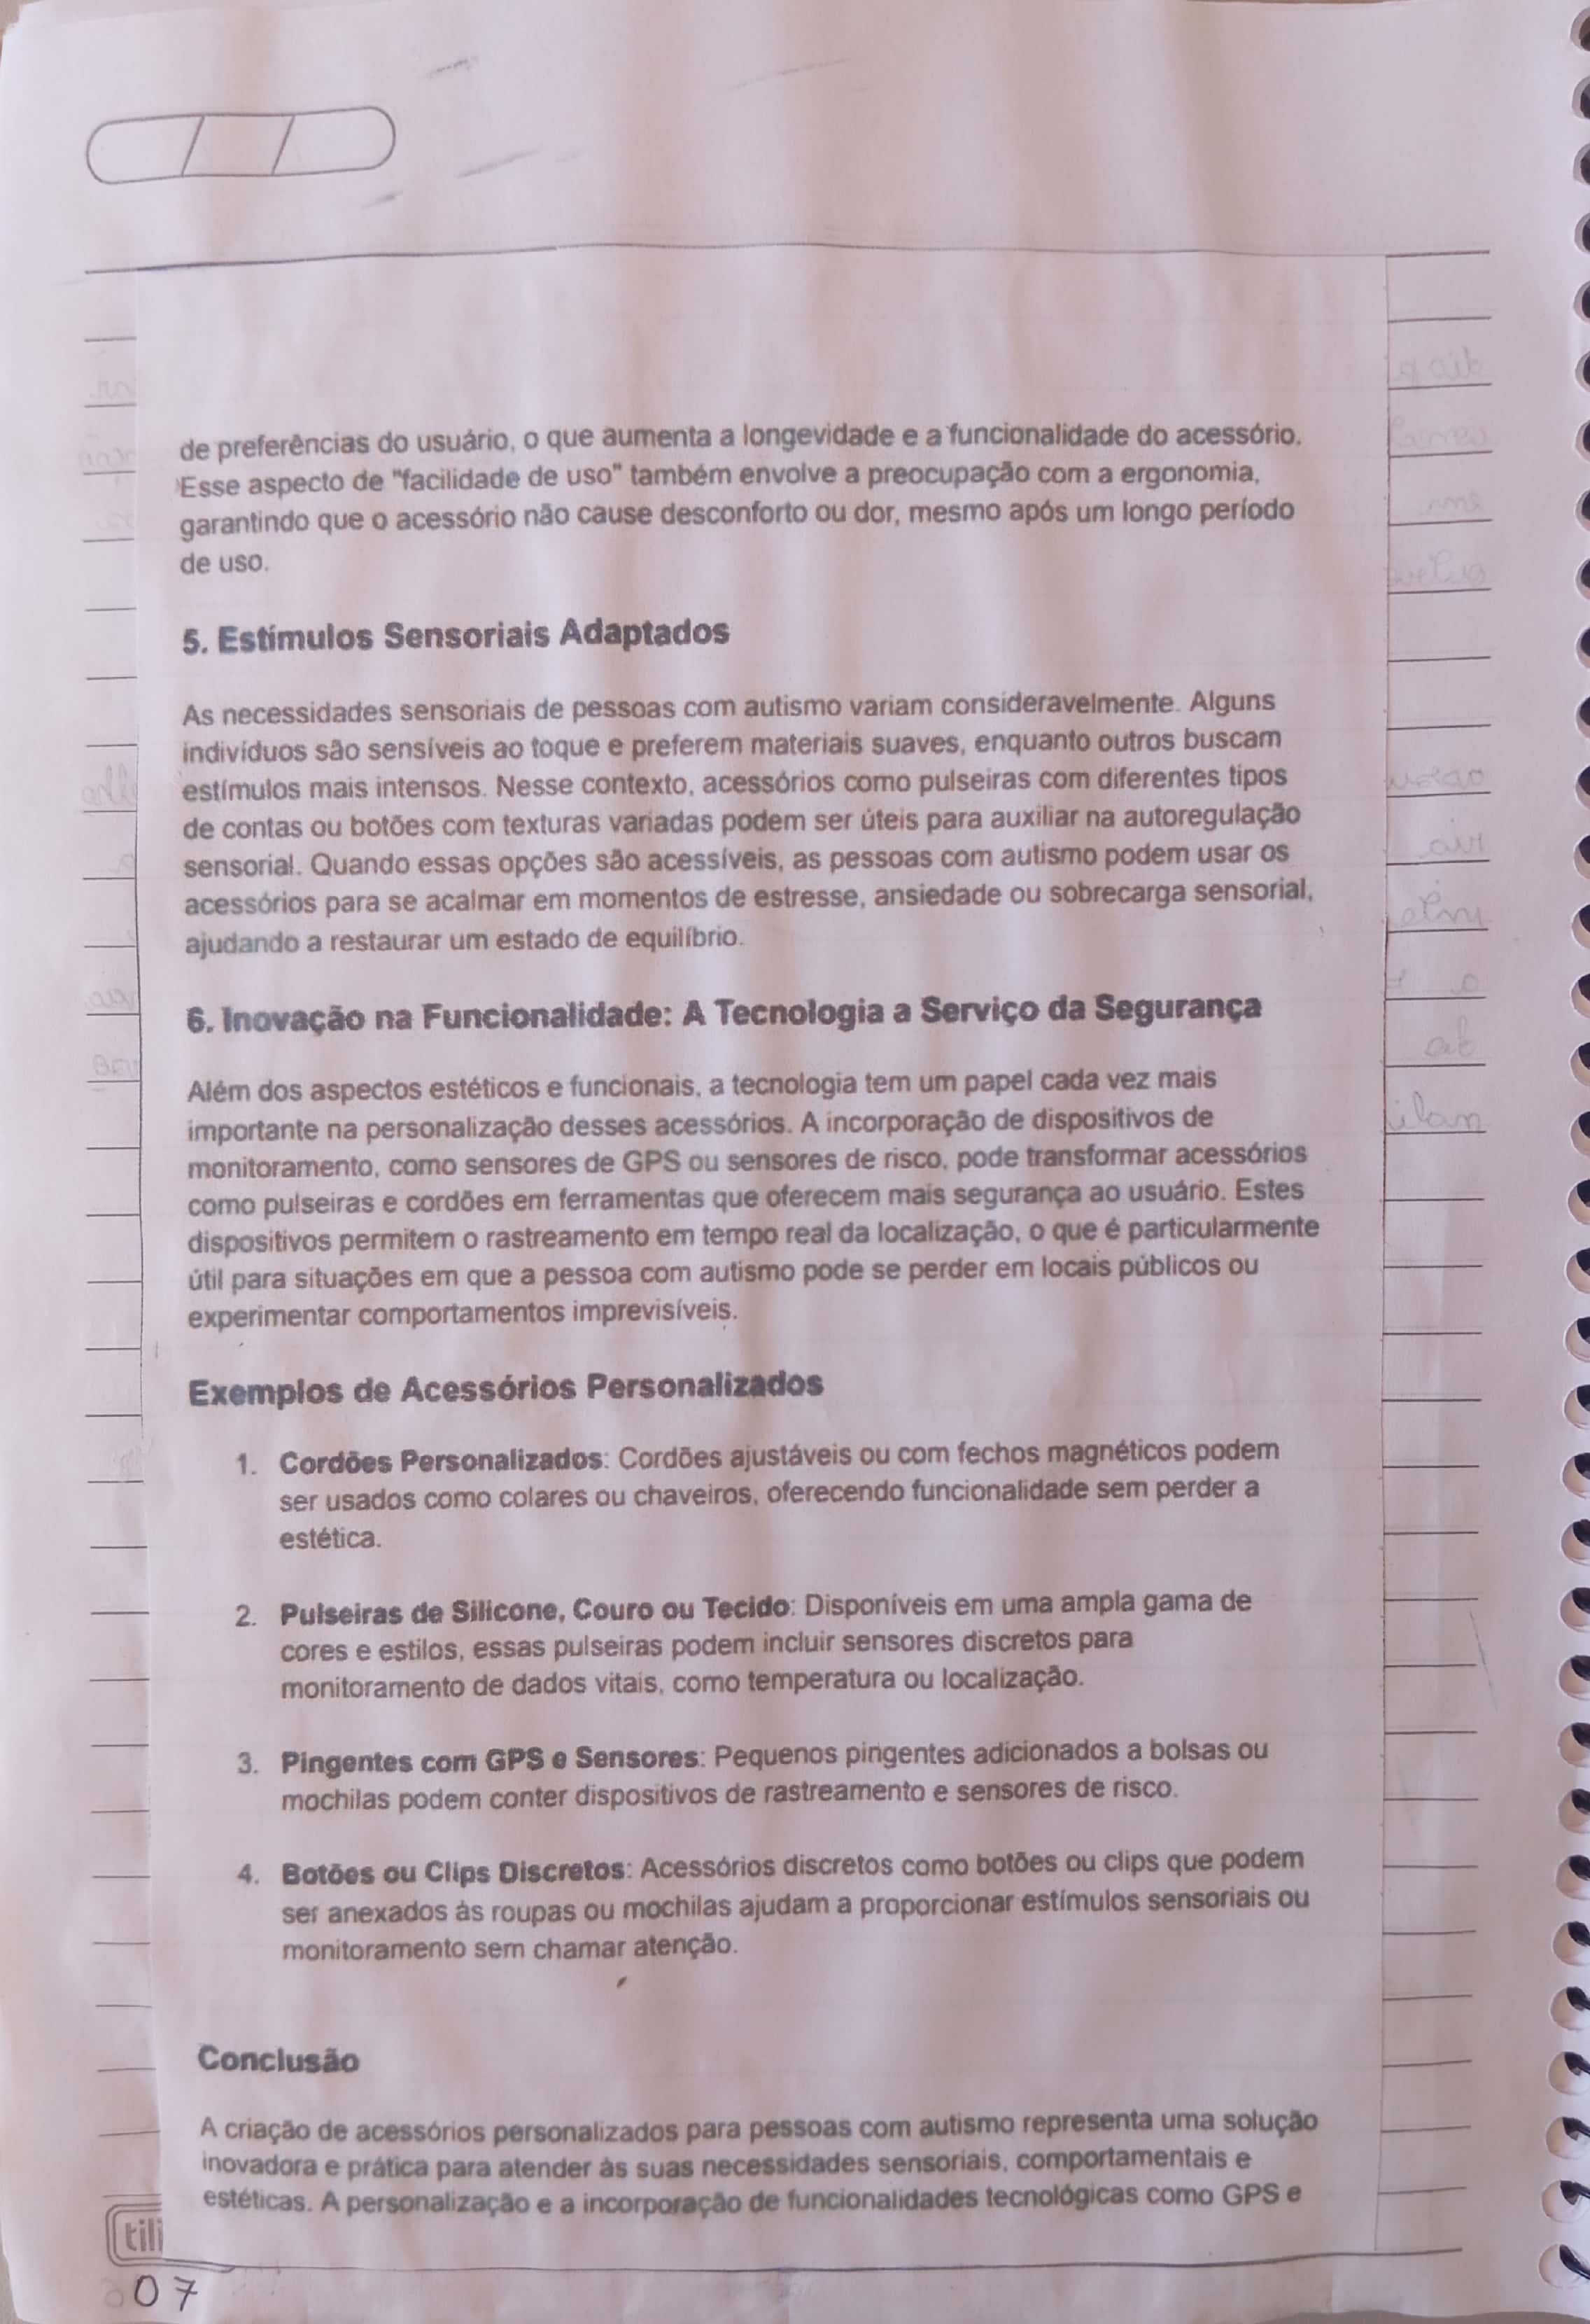 de preferências do usuário, o que aumenta a longevidade e a funcionalidade do acessório.
Esse aspecto de "facilidade de uso" também envolve a preocupação com a ergonomia,
garantindo que o acessório não cause desconforto ou dor, mesmo após um longo período
de uso.
5. Estímulos Sensoriais Adaptados
As necessidades sensoriais de pessoas com autismo variam consideravelmente. Alguns
indivíduos são sensíveis ao toque e preferem materiais suaves, enquanto outros buscam
estímulos mais intensos. Nesse contexto, acessórios como pulseiras com diferentes tipos
de contas ou botões com texturas variadas podem ser úteis para auxiliar na autoregulação
sensorial. Quando essas opções são acessíveis, as pessoas com autismo podem usar os
acessórios para se acalmar em momentos de estresse, ansiedade ou sobrecarga sensorial,
ajudando a restaurar um estado de equilíbrio.
6. Inovação na Funcionalidade: A Tecnologia a Serviço da Segurança
Além dos aspectos estéticos e funcionais, a tecnologia tem um papel cada vez mais
importante na personalização desses acessórios. A incorporação de dispositivos de
monitoramento, como sensores de GPS ou sensores de risco, pode transformar acessórios
como pulseiras e cordões em ferramentas que oferecem mais segurança ao usuário. Estes
dispositivos permitem o rastreamento em tempo real da localização, o que é particularmente
útil para situações em que a pessoa com autismo pode se perder em locais públicos ou
experimentar comportamentos imprevisíveis.
Exemplos de Acessórios Personalizados
1. Cordões Personalizados: Cordões ajustáveis ou com fechos magnéticos podem
ser usados como colares ou chaveiros, oferecendo funcionalidade sem perder a
estética.
2. Pulseiras de Silicone, Couro ou Tecido: Disponíveis em uma ampla gama de
cores e estilos, essas pulseiras podem incluir sensores discretos para
monitoramento de dados vitais, como temperatura ou localização.
3. Pingentes com GPS e Sensores: Pequenos pingentes adicionados a bolsas ou
mochilas podem conter dispositivos de rastreamento e sensores de risco.
4. Botões ou Clips Discretos: Acessórios discretos como botões ou clips que podem
ser anexados às roupas ou mochilas ajudam a proporcionar estímulos sensoriais ou
monitoramento sem chamar atenção.
Conclusão
A criação de acessórios personalizados para pessoas com autismo representa uma solução
inovadora e prática para atender às suas necessidades sensoriais, comportamentais e
estéticas. A personalização e a incorporação de funcionalidades tecnológicas como GPS e
tili
07